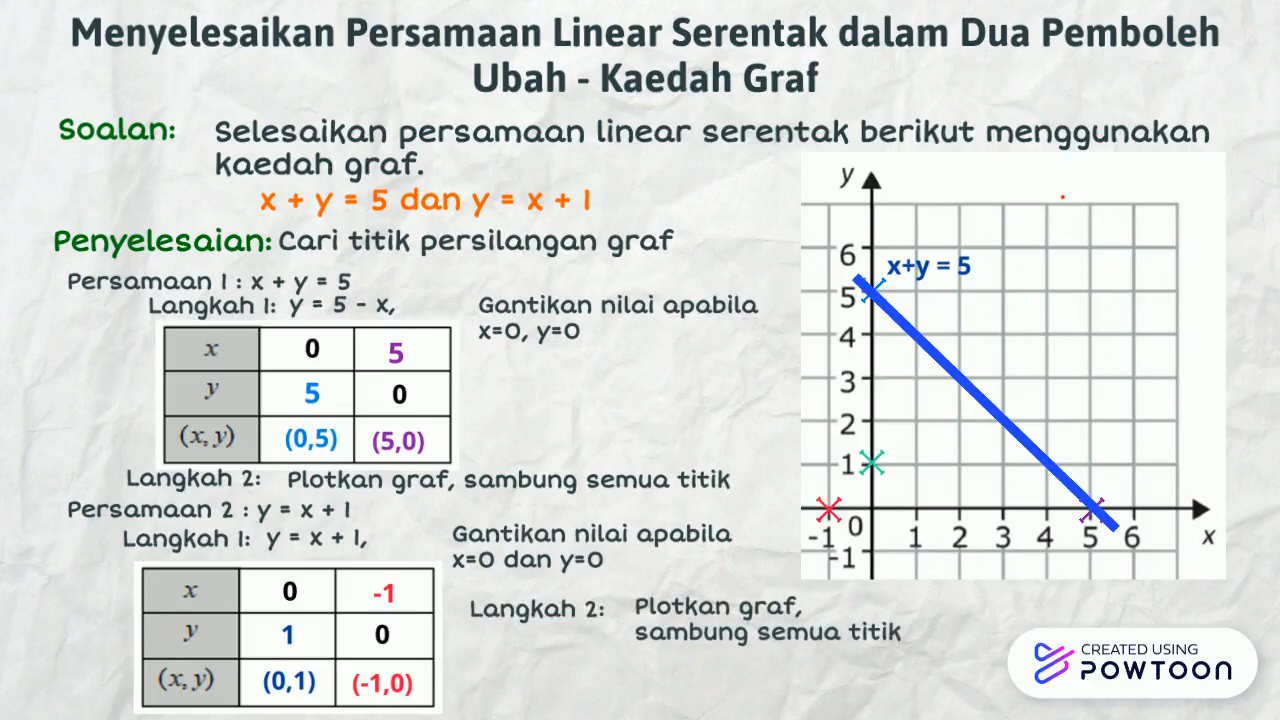 Menyelesaikan Persamaan Linear Serentak dalam Dua Pemboleh
Ubah - Kaedah Graf
Soalan: Selesaikan persamaan linear serentak berikut menggunakan
kaedah graf.
x + y = 5 dan y = x + 1
Penyelesaian: Cari titik persilangan graf
Persamaan 1 : x + y = 5
Langkah 1: y = 5 - x, Gantikan nilai apabila
x=0, y=0
x 0 5
y 5 0
(x, y) (0,5) (5,0)
Langkah 2: Plotkan graf, sambung semua titik
Persamaan 2 : y = x + 1
Langkah 1: y = x + 1, Gantikan nilai apabila
x=0 dan y=0
x 0 -1
y 1 0
(x, y) (0,1) (-1,0)
Langkah 2: Plotkan graf,
sambung semua titik
y
6
x+y = 5
5
4
3
2
1
-1 0 1 2 3 4 5 6 x
-1
CREATED USING
POWTOON